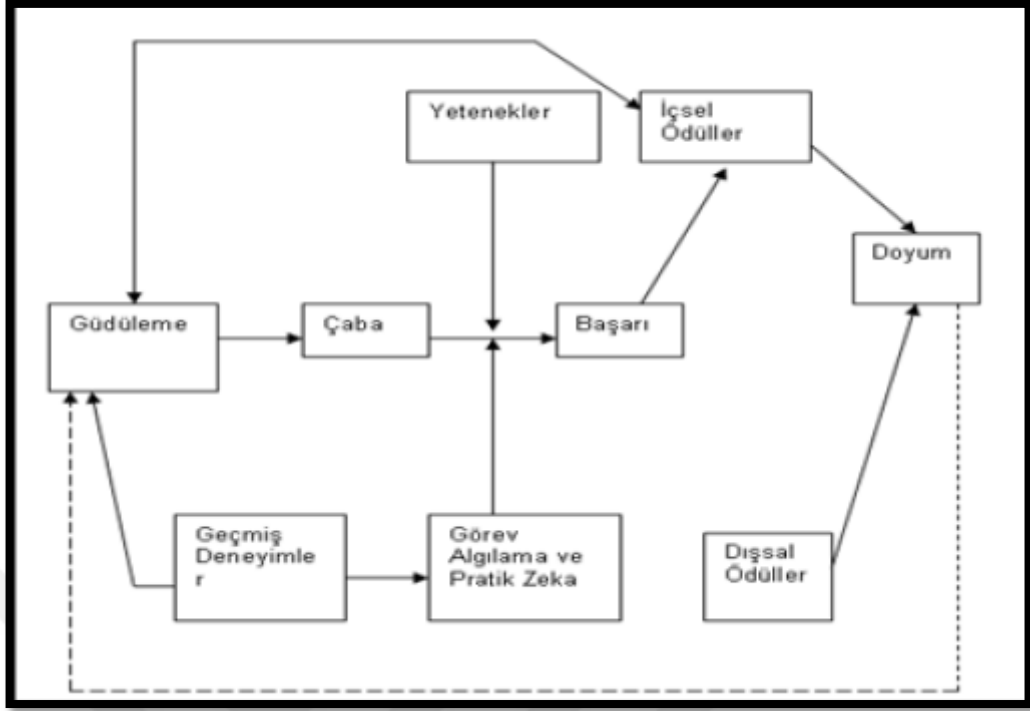 Yetenekler
İçsel
Ödüller
Doyum
Güdüleme
Çaba
Başarı
Geçmiş
Deneyimle
r
Görev
Algılama ve
Pratik Zeka
Dışsal
Ödüller